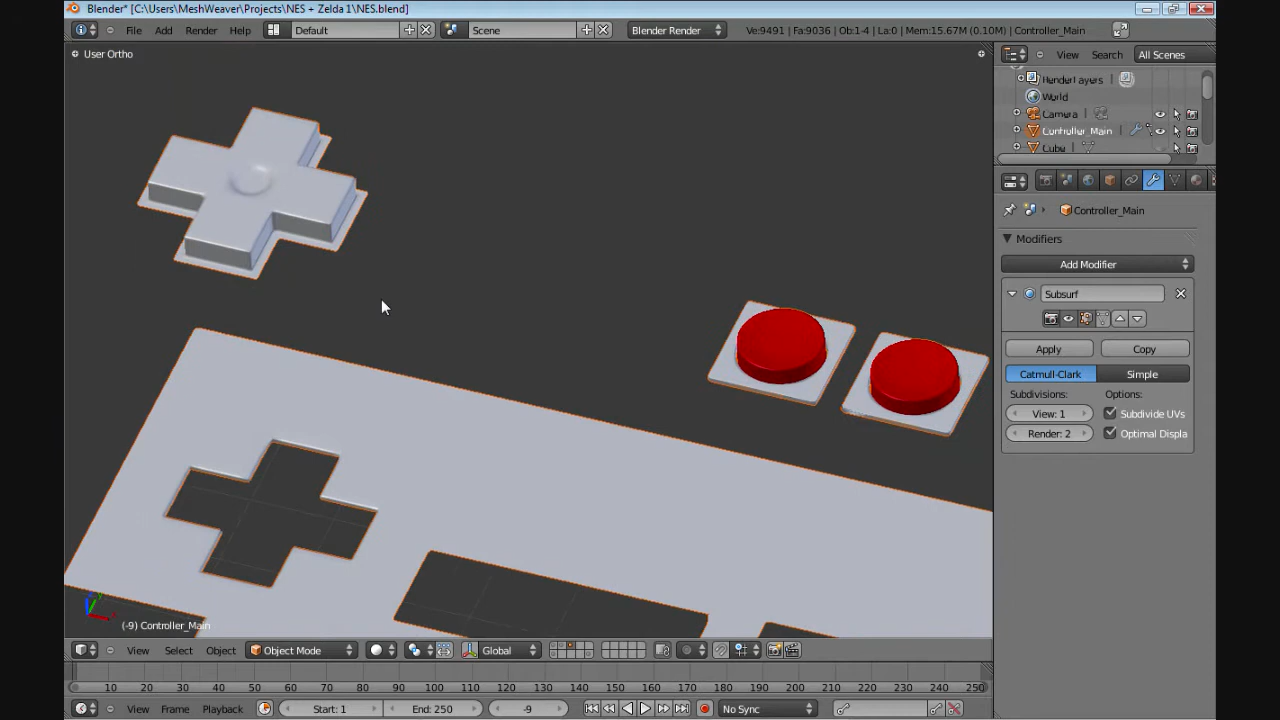 Blender* [C:\Users\MeshWeaver\Projects\NES + Zelda 1\NES.blend]
File Add Render Help Default Scene Blender Render Ve:9491 | Fa:9036 | Ob:1-4 | La:0 | Mem:15.67M (0.10M) | Controller_Main
User Ortho
View Search All Scenes
RenderLayers
World
Camera
Controller_Main
Cube
Controller_Main
Modifiers
Add Modifier
Subsurf
Apply Copy
Catmull-Clark Simple
Subdivisions: Options:
View: 1 Subdivide UVs
Render: 2 Optimal Displa
(-9) Controller_Main
View Select Object Object Mode Global
10 20 30 40 50 60 70 80 90 100 110 120 130 140 150 160 170 180 190 200 210 220 230 240 250
View Frame Playback Start: 1 End: 250 -9 No Sync